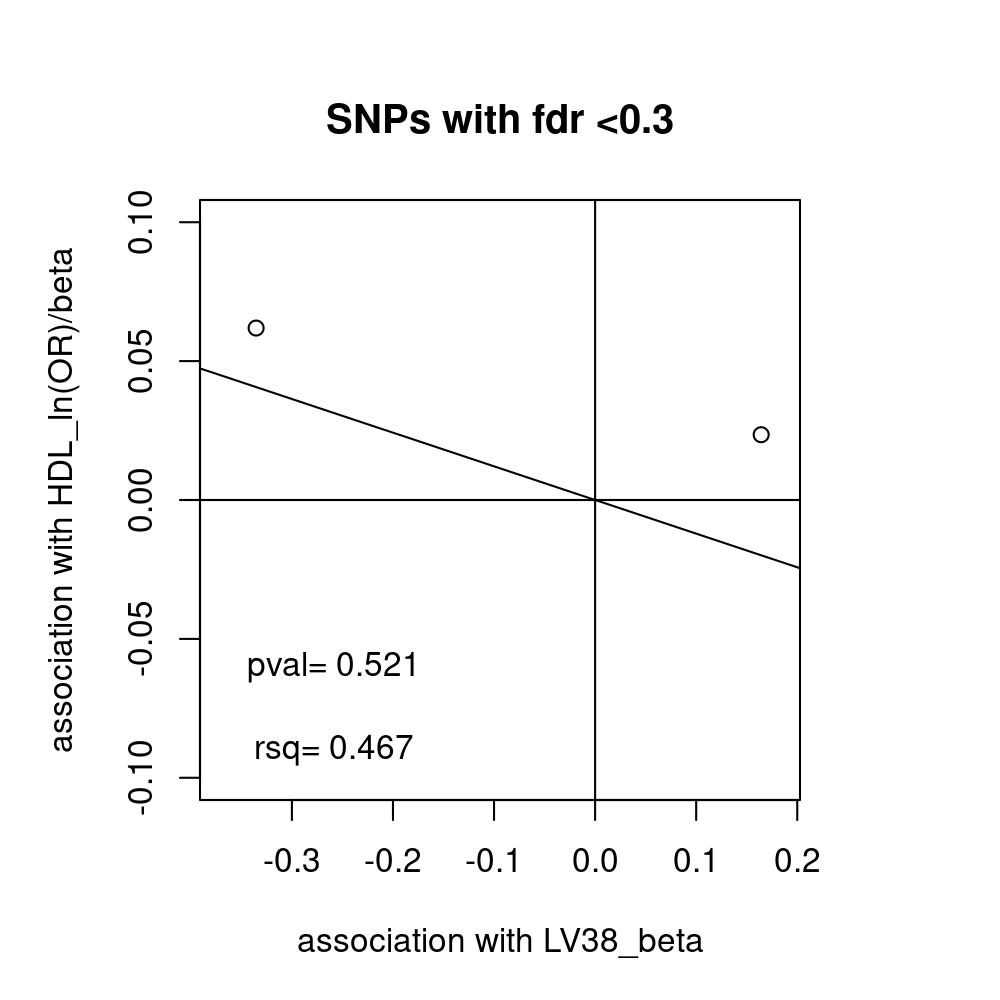 SNPs with fdr <0.3
association with HDL_ln(OR)/beta
0.10
0.05
0.00
-0.05
-0.10
pval= 0.521
rsq= 0.467
-0.3 -0.2 -0.1 0.0 0.1 0.2
association with LV38_beta